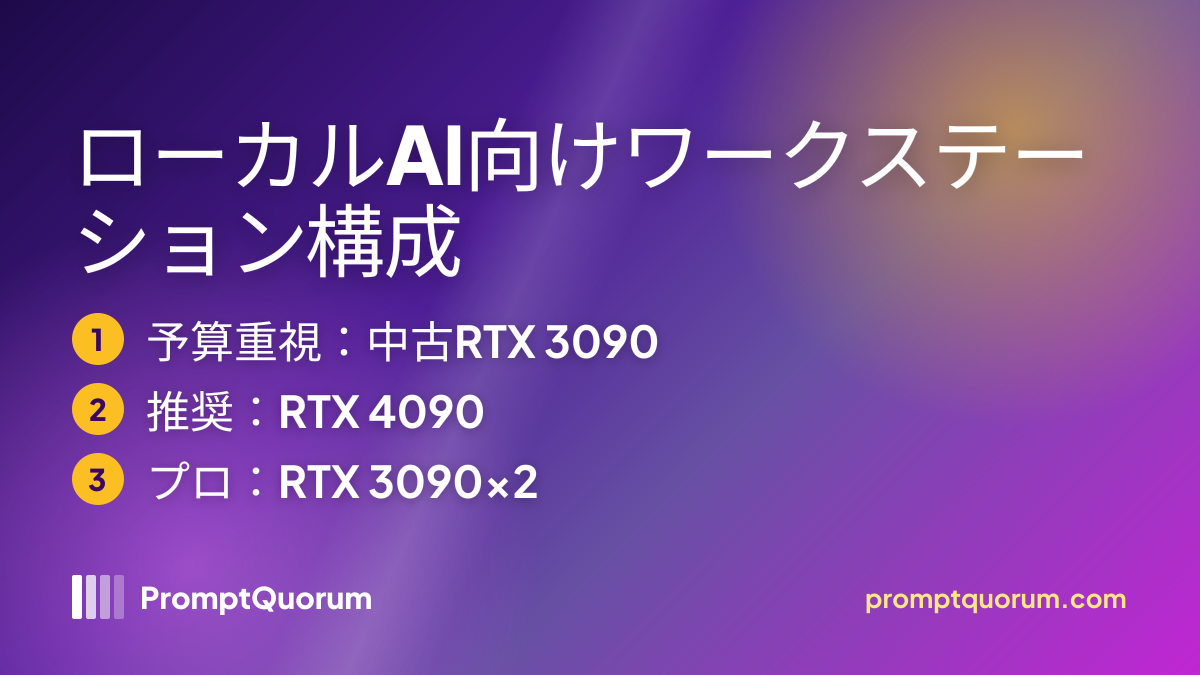 ローカルAI向けワークステー
ション構成
1 予算重視：中古RTX 3090
2 推奨：RTX 4090
3 プロ：RTX 3090×2
PromptQuorum
promptquorum.com